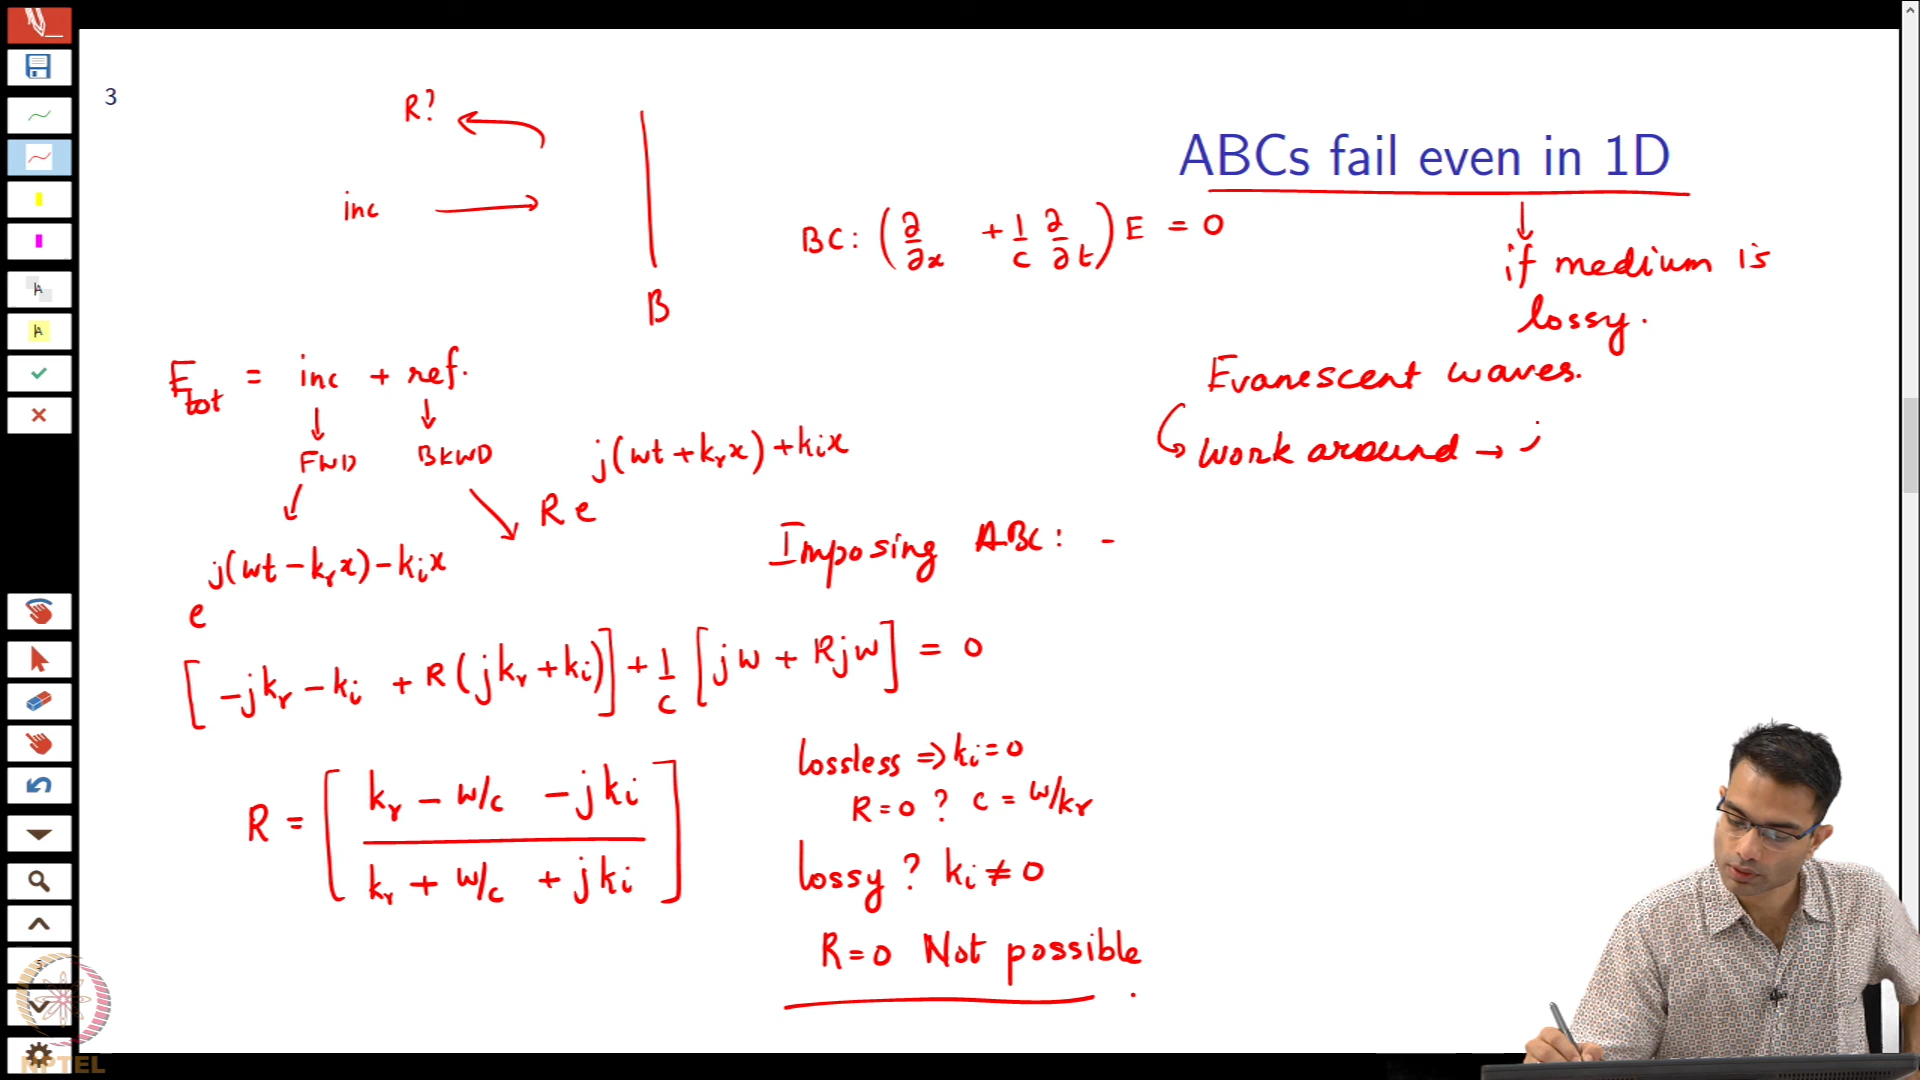 3
ABCs fail even in 1D
R?
inc
B
BC: (∂/∂x + 1/c ∂/∂t) E = 0
if medium is
lossy.
Evanescent waves.
work around → j
E_tot = inc + ref.
FWD
BKWD
e^{j(wt - k_r x) - k_i x}
R e^{j(wt + k_r x) + k_i x}
Imposing ABC: -
[-jk_r - k_i + R(jk_r + k_i)] + 1/c [jw + Rjw] = 0
R = [(k_r - w/c - jk_i) / (k_r + w/c + jk_i)]
lossless ⇒ k_i = 0
R = 0 ? c = w/k_r
lossy ? k_i ≠ 0
R = 0 Not possible
NPTEL